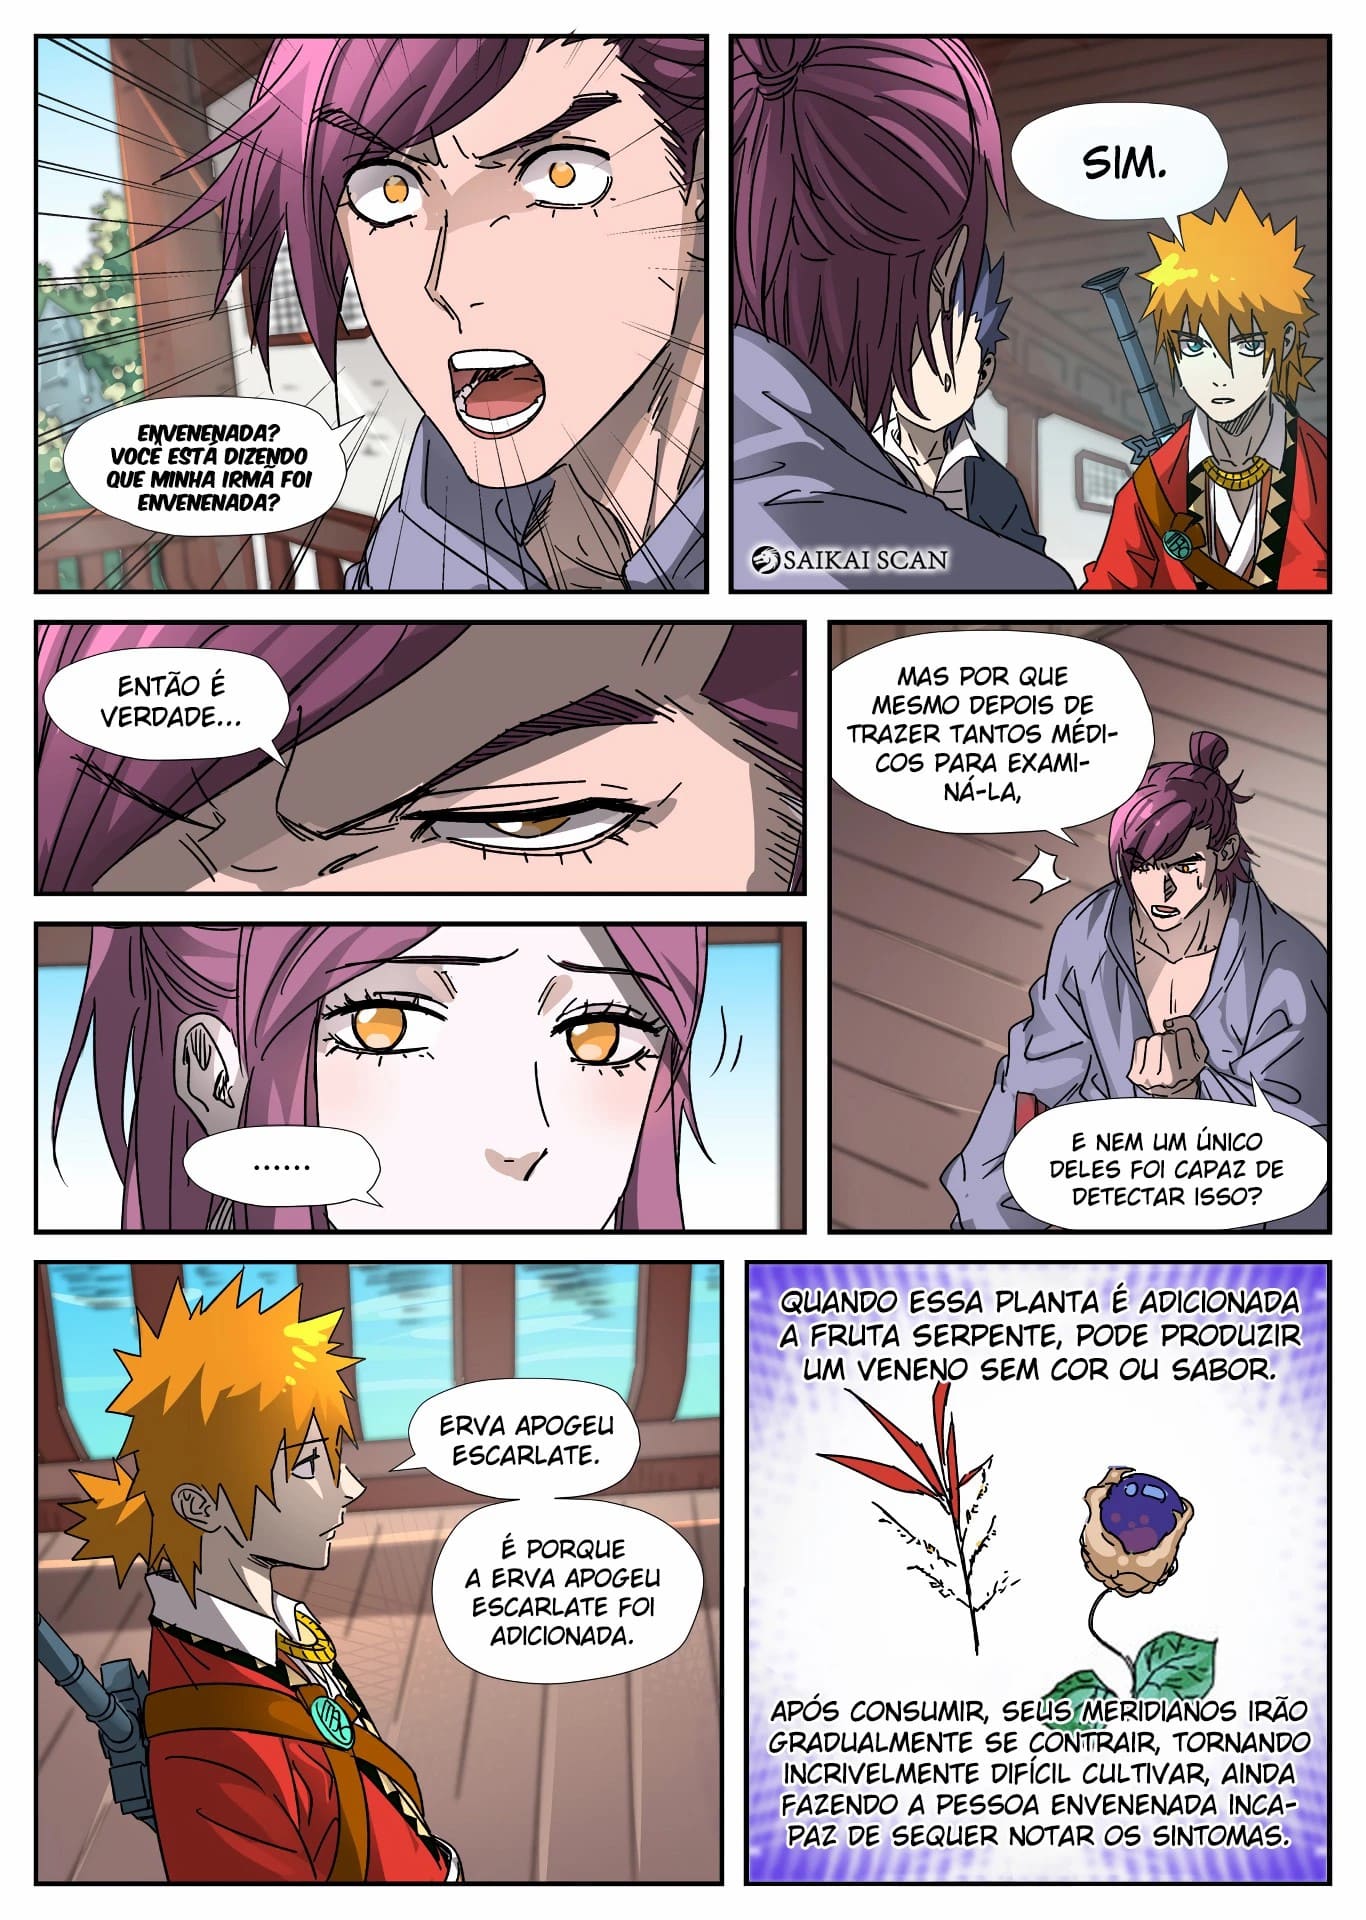 ENVENENADA?
VOCÊ ESTÁ DIZENDO
QUE MINHA IRMÃ FOI
ENVENENADA?
SIM.
SAIKAI SCAN
ENTÃO É
VERDADE...
MAS POR QUE
MESMO DEPOIS DE
TRAZER TANTOS MÉDI-
COS PARA EXAMI-
NÁ-LA,
......
E NEM UM ÚNICO
DELES FOI CAPAZ DE
DETECTAR ISSO?
ERVA APOGEU
ESCARLATE.
É PORQUE
A ERVA APOGEU
ESCARLATE FOI
ADICIONADA.
QUANDO ESSA PLANTA É ADICIONADA
A FRUTA SERPENTE, PODE PRODUZIR
UM VENENO SEM COR OU SABOR.
APÓS CONSUMIR, SEUS MERIDIANOS IRÃO
GRADUALMENTE SE CONTRAIR, TORNANDO
INCRIVELMENTE DIFÍCIL CULTIVAR, AINDA
FAZENDO A PESSOA ENVENENADA INCA-
PAZ DE SEQUER NOTAR OS SINTOMAS.